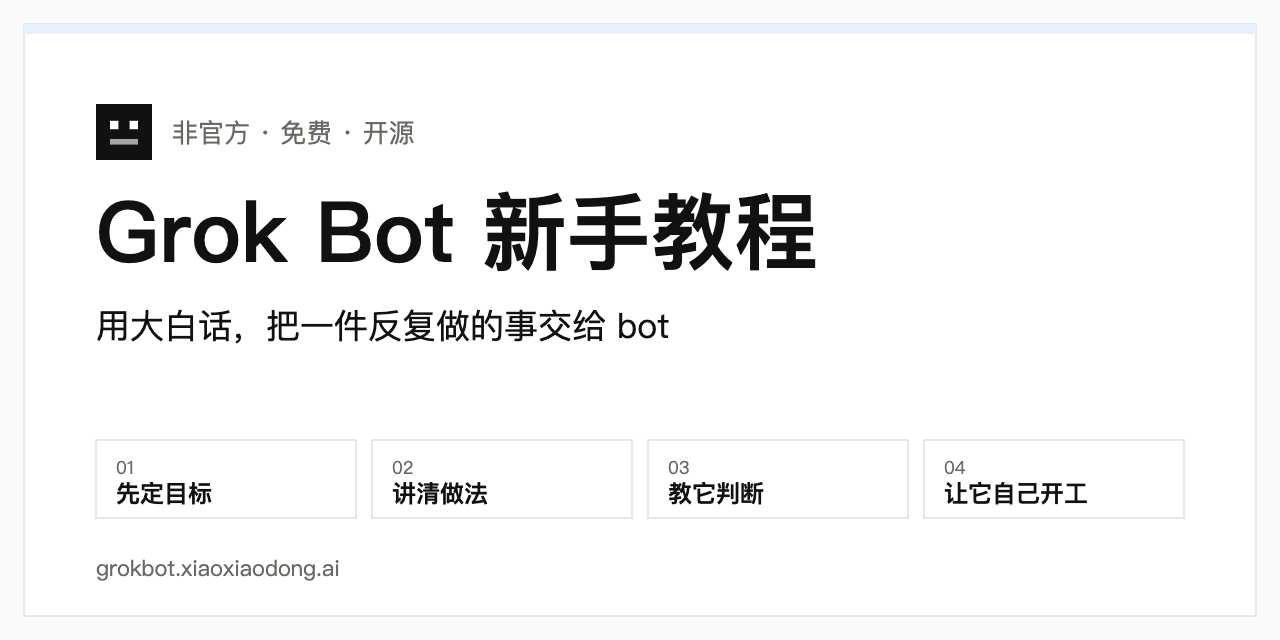 非官方 · 免费 · 开源
Grok Bot 新手教程
用大白话，把一件反复做的事交给 bot
01
先定目标
02
讲清做法
03
教它判断
04
让它自己开工
grokbot.xiaoxiaodong.ai